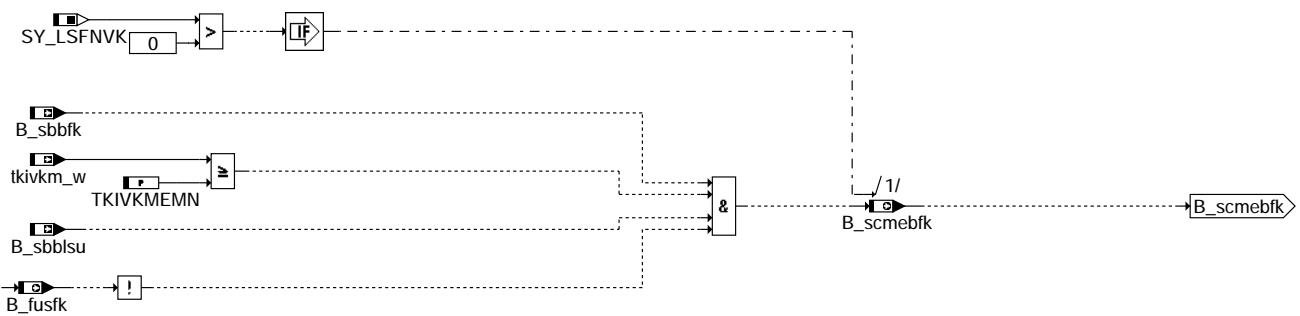 SY_LSFNVK
0
>
IF
B_sbbfk
tkivkm_w
P
TKIVKMEMN
≥
B_sbblsu
&
/1/
B_scmebfk
B_scmebfk
B_fusfk
!